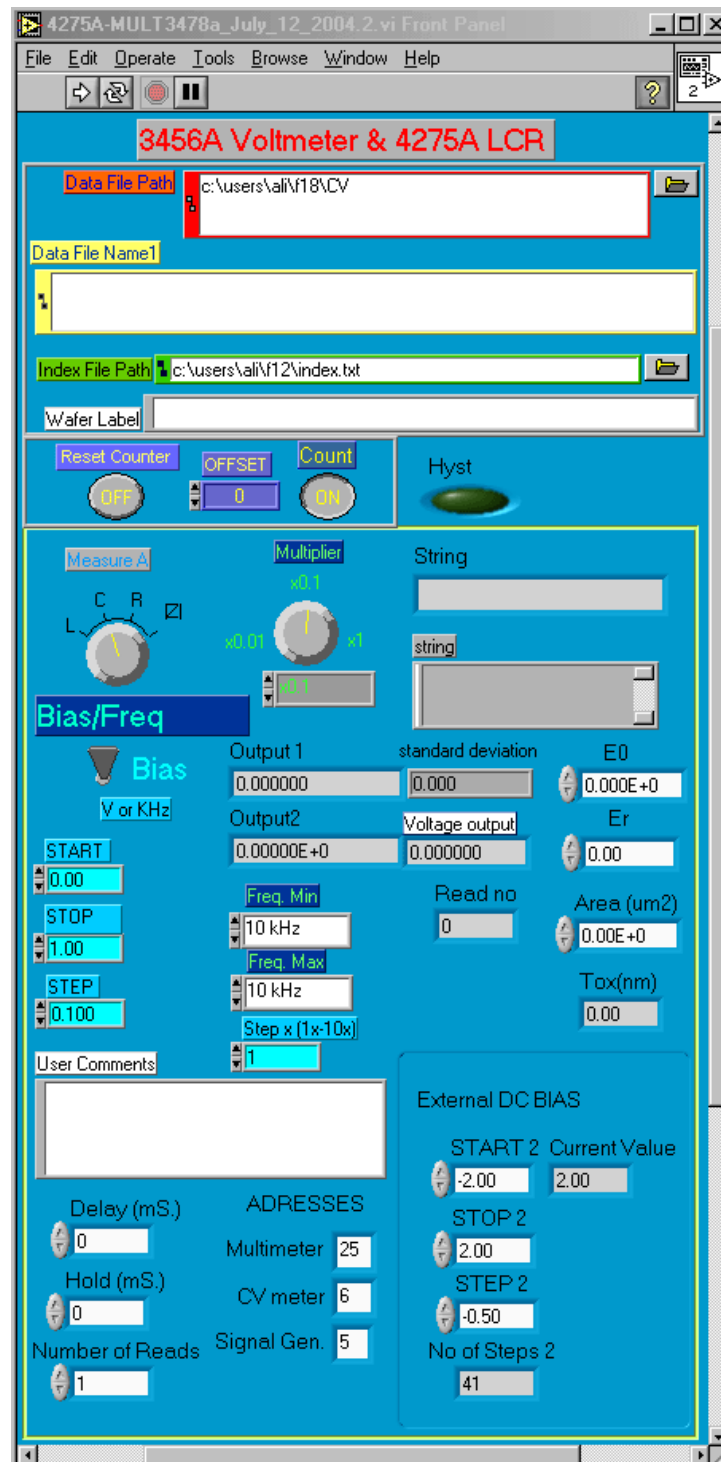 4275A-MULT3478a_July_12_2004.2.vi Front Panel
File Edit Operate Tools Browse Window Help
? 2
3456A Voltmeter & 4275A LCR
Data File Path
c:\users\ali\f18\CV
Data File Name1
Index File Path c:\users\ali\f12\index.txt
Wafer Label
Reset Counter OFFSET Count
OFF 0 ON
Hyst
Measure A Multiplier String
L C R |Z|
x0.1
x0.01 x1
x0.1
string
Bias/Freq
Bias
V or KHz
Output 1 standard deviation E0
0.000000 0.000 0.000E+0
Output2 Voltage output Er
0.00000E+0 0.000000 0.00
START
0.00
STOP
1.00
STEP
0.100
Freq. Min
10 kHz
Freq. Max
10 kHz
Step x (1x-10x)
1
Read no
0
Area (um2)
0.00E+0
Tox(nm)
0.00
User Comments
External DC BIAS
START 2 Current Value
-2.00 2.00
STOP 2
2.00
STEP 2
-0.50
No of Steps 2
41
Delay (mS.)
0
Hold (mS.)
0
Number of Reads
1
ADRESSES
Multimeter 25
CV meter 6
Signal Gen. 5